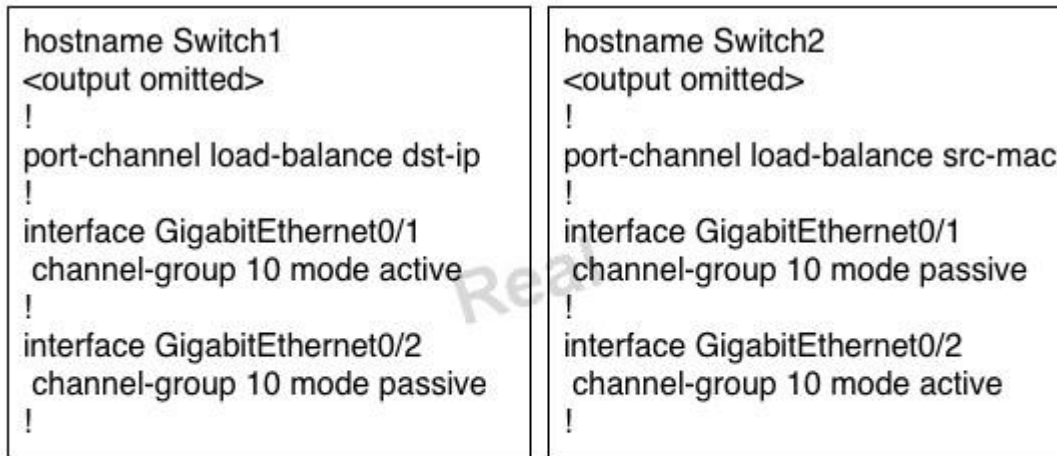 hostname Switch1
<output omitted>
!
port-channel load-balance dst-ip
!
interface GigabitEthernet0/1
channel-group 10 mode active
!
interface GigabitEthernet0/2
channel-group 10 mode passive
!
hostname Switch2
<output omitted>
!
port-channel load-balance src-mac
!
interface GigabitEthernet0/1
channel-group 10 mode passive
!
interface GigabitEthernet0/2
channel-group 10 mode active
!
Real